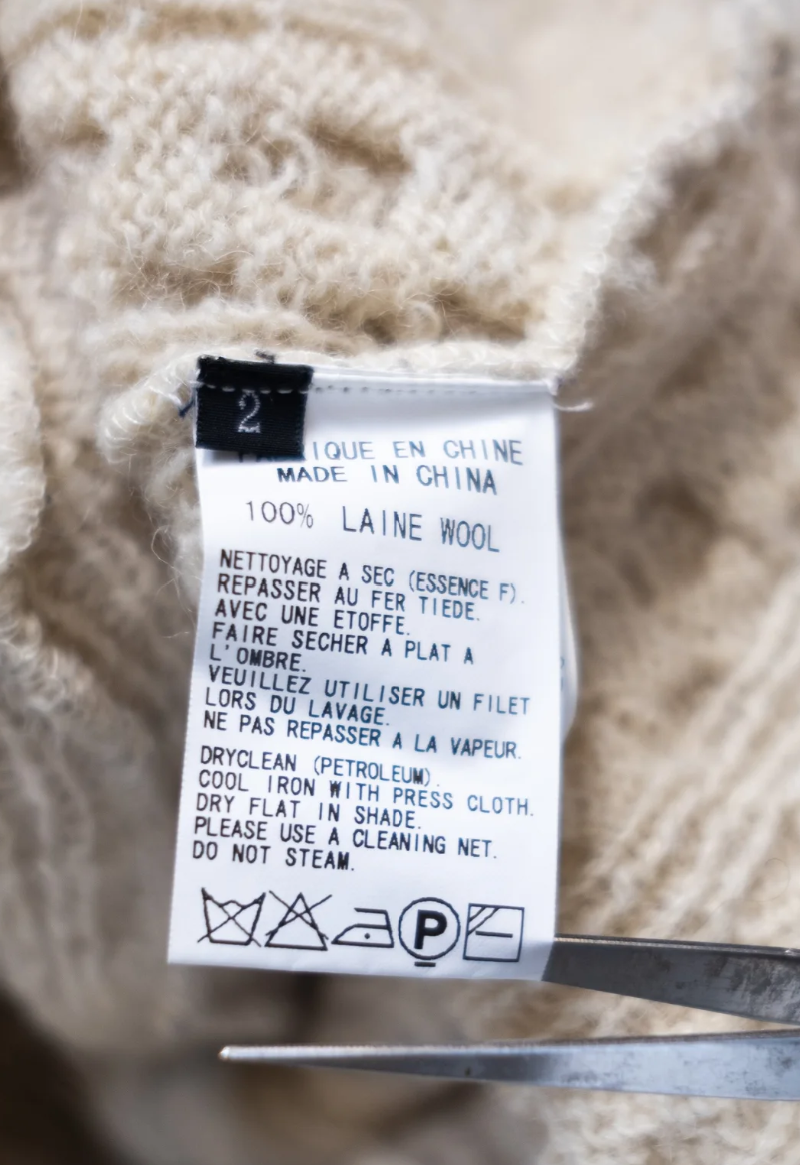 2
IQUE EN CHINE
MADE IN CHINA
100% LAINE WOOL
NETTOYAGE A SEC (ESSENCE F).
REPASSER AU FER TIEDE.
AVEC UNE ETOFFE.
FAIRE SECHER A PLAT A
L'OMBRE.
VEUILLEZ UTILISER UN FILET
LORS DU LAVAGE.
NE PAS REPASSER A LA VAPEUR.
DRYCLEAN (PETROLEUM).
COOL IRON WITH PRESS CLOTH.
DRY FLAT IN SHADE.
PLEASE USE A CLEANING NET.
DO NOT STEAM.
P